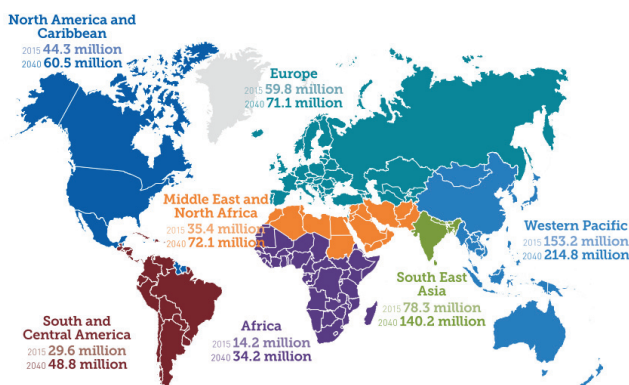 North America and
Caribbean
2015 44.3 million
2040 60.5 million
Europe
2015 59.8 million
2040 71.1 million
Middle East and
North Africa
2015 35.4 million
2040 72.1 million
Western Pacific
2015 153.2 million
2040 214.8 million
South East
Asia
2015 78.3 million
2040 140.2 million
South and
Central America
2015 29.6 million
2040 48.8 million
Africa
2015 14.2 million
2040 34.2 million